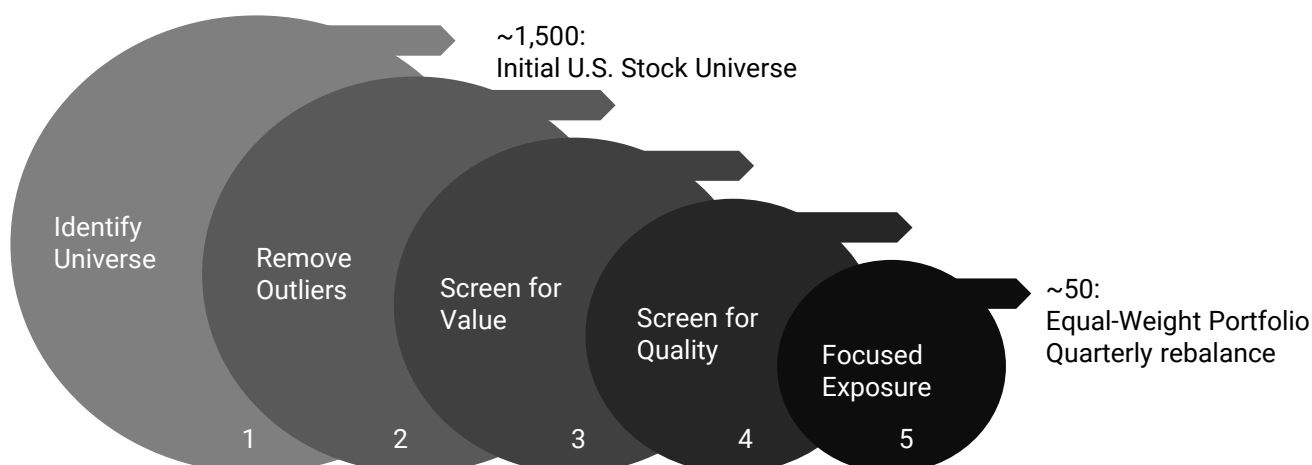 ~1,500:
Initial U.S. Stock Universe
Identify
Universe
Remove
Outliers
Screen for
Value
Screen for
Quality
Focused
Exposure
~50:
Equal-Weight Portfolio
Quarterly rebalance
1
2
3
4
5